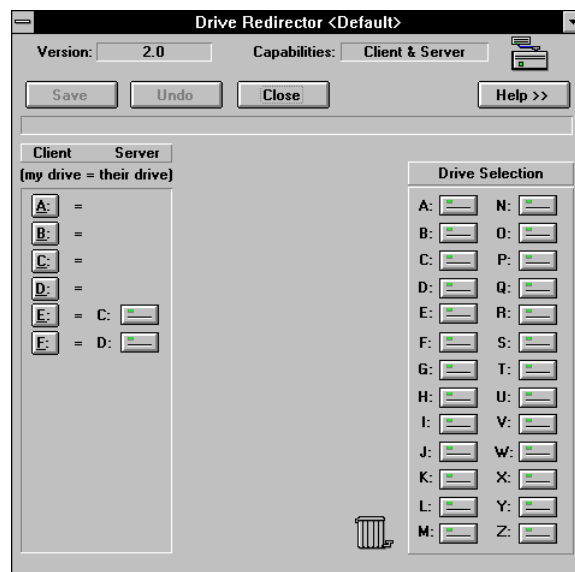 Drive Redirector <Default>
Version: 2.0 Capabilities: Client & Server
Save Undo Close Help >>
Client Server
(my drive = their drive)
A: =
B: =
C: =
D: =
E: = C:
F: = D:
Drive Selection
A: N:
B: O:
C: P:
D: Q:
E: R:
F: S:
G: T:
H: U:
I: V:
J: W:
K: X:
L: Y:
M: Z: